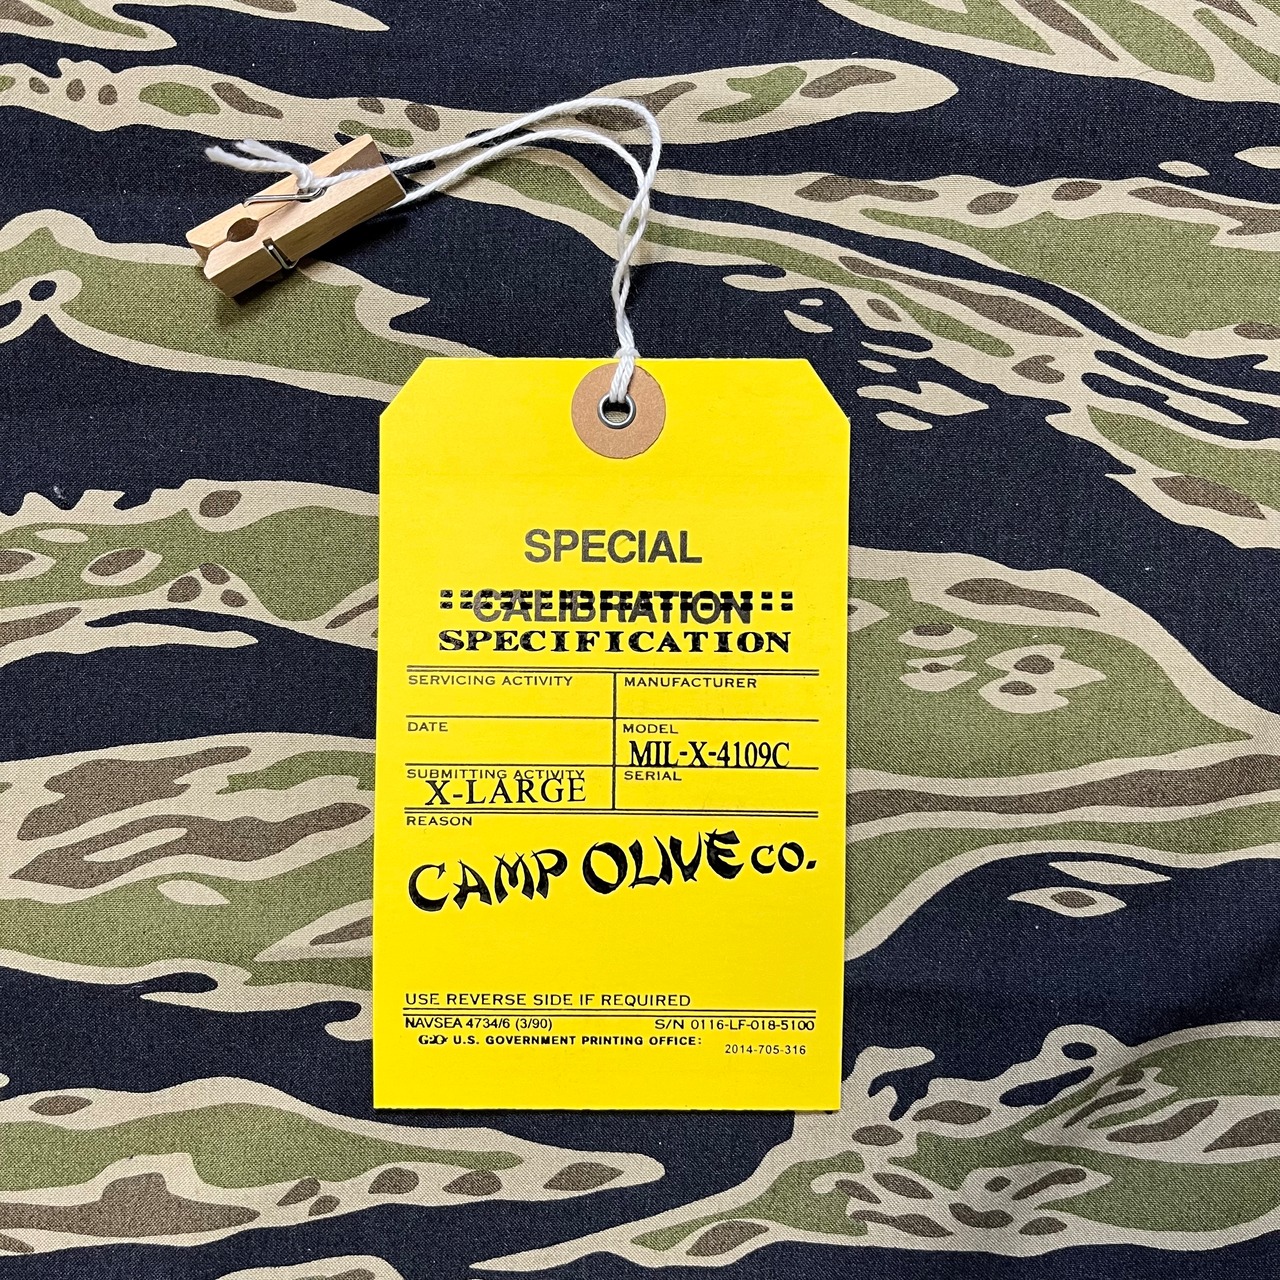 SPECIAL
CALIBRATION
SPECIFICATION
SERVICING ACTIVITY
MANUFACTURER
DATE
MODEL
MIL-X-4109C
SUBMITTING ACTIVITY
X-LARGE
SERIAL
REASON
CAMP OLIVE CO.
USE REVERSE SIDE IF REQUIRED
NAVSEA 4734/6 (3/90) S/N 0116-LF-018-5100
U.S. GOVERNMENT PRINTING OFFICE: 2014-705-316